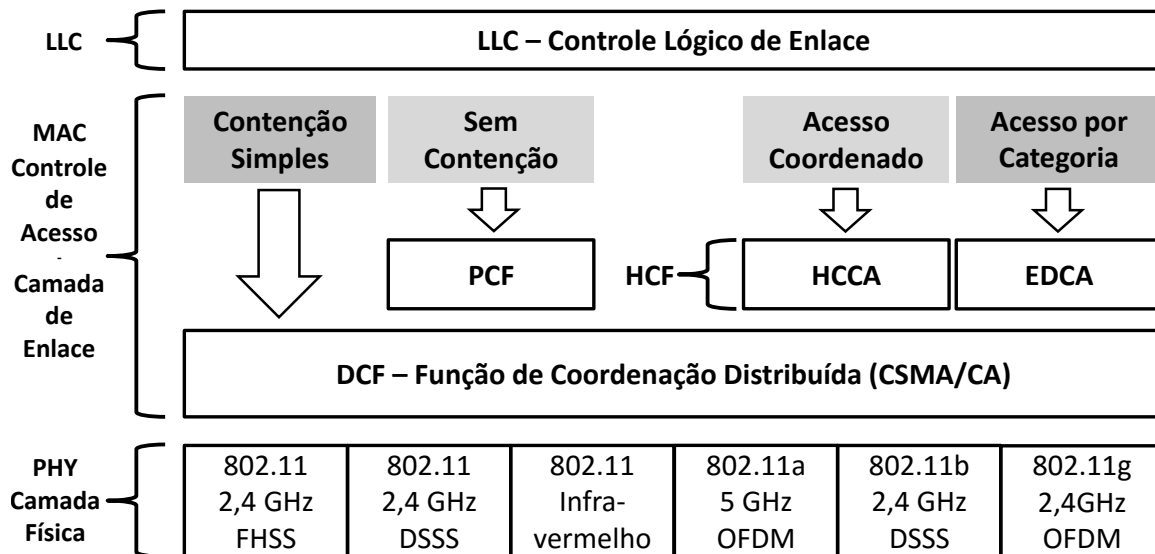 LLC
LLC – Controle Lógico de Enlace
MAC
Controle
de
Acesso
-
Camada
de
Enlace
Contenção
Simples
Sem
Contenção
Acesso
Coordenado
Acesso por
Categoria
PCF
HCF
HCCA
EDCA
DCF – Função de Coordenação Distribuída (CSMA/CA)
PHY
Camada
Física
802.11
2,4 GHz
FHSS
802.11
2,4 GHz
DSSS
802.11
Infra-
vermelho
802.11a
5 GHz
OFDM
802.11b
2,4 GHz
DSSS
802.11g
2,4GHz
OFDM